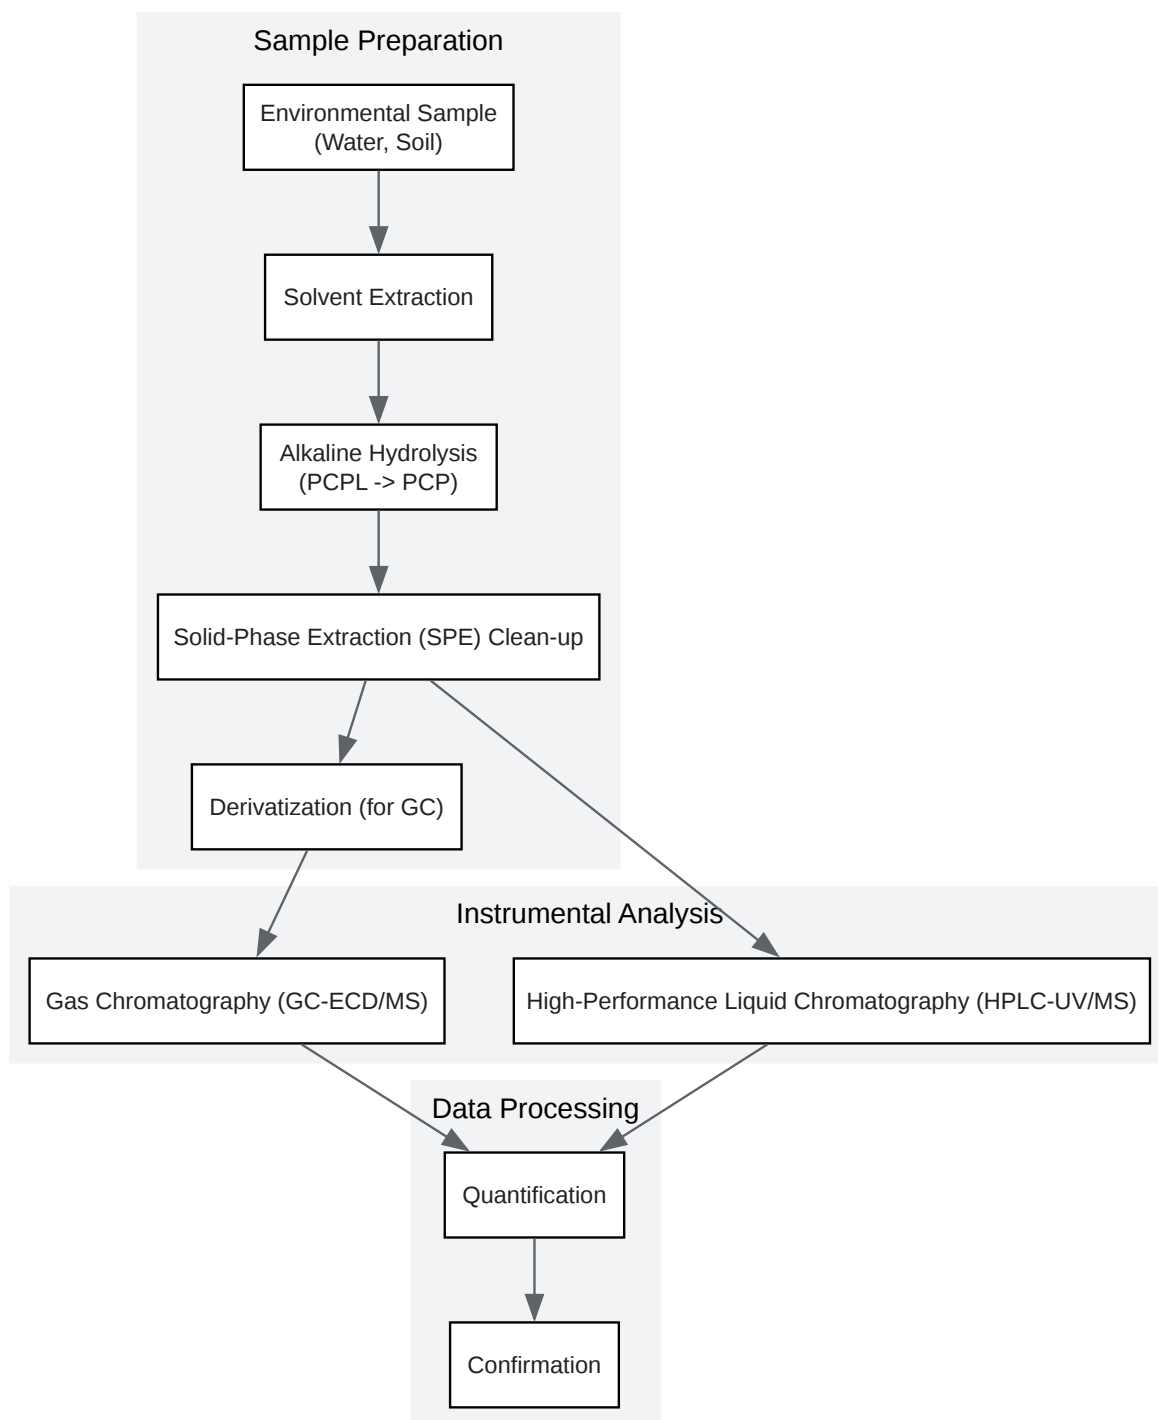 Sample Preparation
Environmental Sample
(Water, Soil)
Solvent Extraction
Alkaline Hydrolysis
(PCPL -> PCP)
Solid-Phase Extraction (SPE) Clean-up
Derivatization (for GC)
Instrumental Analysis
Gas Chromatography (GC-ECD/MS)
High-Performance Liquid Chromatography (HPLC-UV/MS)
Data Processing
Quantification
Confirmation